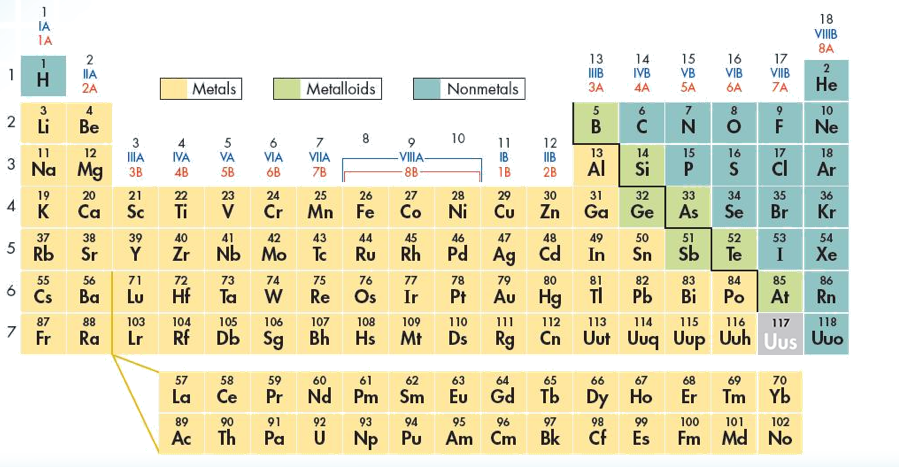 1 18
IA VIIIB
1A 8A
1 2 13 14 15 16 17 2
1 H IIA Metals Metalloids Nonmetals IIIB IVB VB VIB VIIB He
2A 3A 4A 5A 6A 7A
3 4 5 6 7 8 9 10
2 Li Be B C N O F Ne
3 4 5 6 7 8 9 10 11 12
IIIA IVA VA VIA VIIA VIIIA IB IIB
3B 4B 5B 6B 7B 8B 1B 2B
11 12 13 14 15 16 17 18
3 Na Mg Al Si P S Cl Ar
19 20 21 22 23 24 25 26 27 28 29 30 31 32 33 34 35 36
4 K Ca Sc Ti V Cr Mn Fe Co Ni Cu Zn Ga Ge As Se Br Kr
37 38 39 40 41 42 43 44 45 46 47 48 49 50 51 52 53 54
5 Rb Sr Y Zr Nb Mo Tc Ru Rh Pd Ag Cd In Sn Sb Te I Xe
55 56 71 72 73 74 75 76 77 78 79 80 81 82 83 84 85 86
6 Cs Ba Lu Hf Ta W Re Os Ir Pt Au Hg Tl Pb Bi Po At Rn
87 88 103 104 105 106 107 108 109 110 111 112 113 114 115 116 117 118
7 Fr Ra Lr Rf Db Sg Bh Hs Mt Ds Rg Cn Uut Uuq Uup Uuh Uus Uuo
57 58 59 60 61 62 63 64 65 66 67 68 69 70
La Ce Pr Nd Pm Sm Eu Gd Tb Dy Ho Er Tm Yb
89 90 91 92 93 94 95 96 97 98 99 100 101 102
Ac Th Pa U Np Pu Am Cm Bk Cf Es Fm Md No